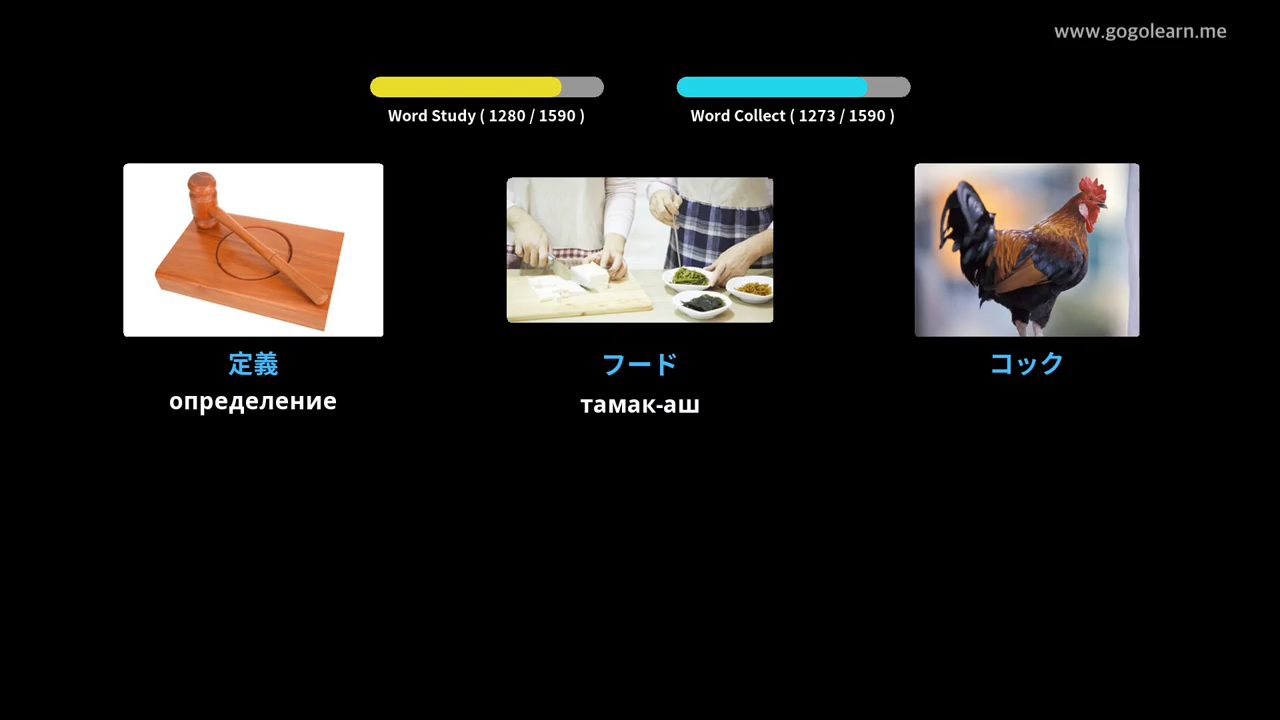 www.gogolearn.me
Word Study ( 1280 / 1590 )
Word Collect ( 1273 / 1590 )
定義
フード
コック
определение
тамак-аш